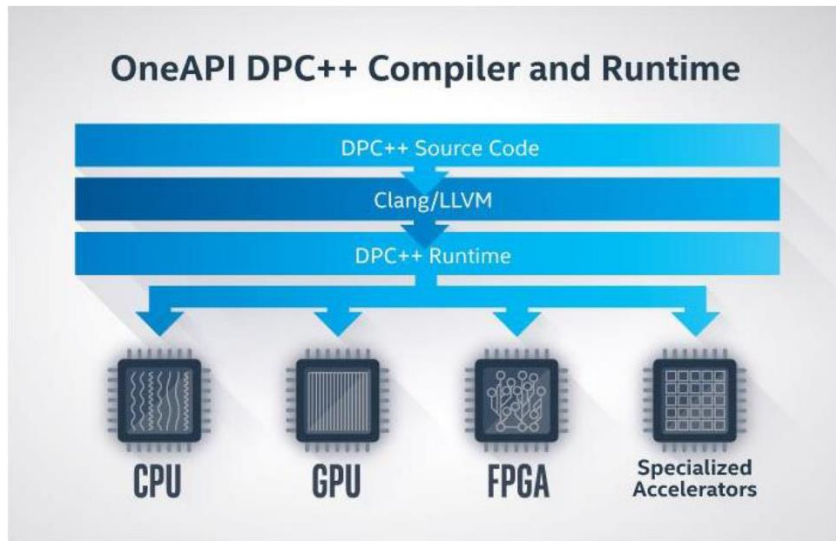 OneAPI DPC++ Compiler and Runtime
DPC++ Source Code
Clang/LLVM
DPC++ Runtime
CPU
GPU
FPGA
Specialized
Accelerators